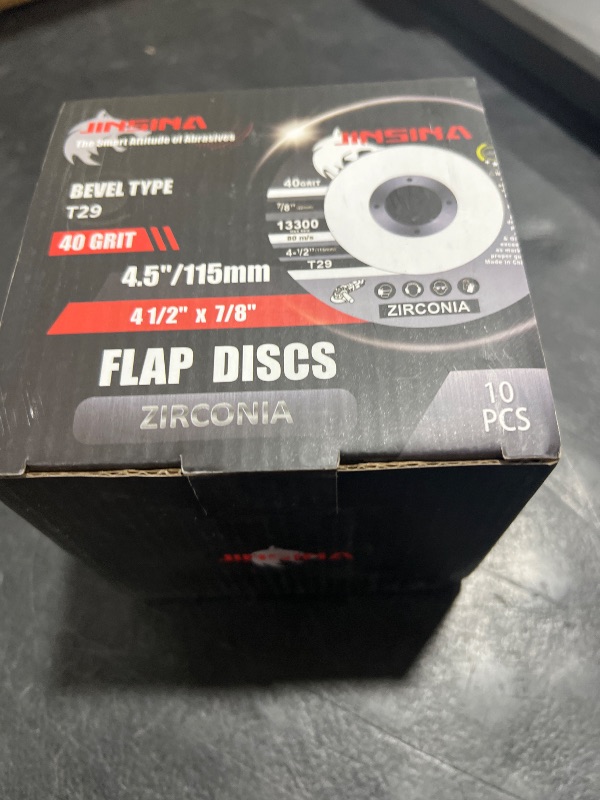 JINSINA
The Smart Attitude of Abrasives
BEVEL TYPE
T29
40 GRIT
4.5"/115mm
4 1/2" x 7/8"
FLAP DISCS
ZIRCONIA
JINSINA
40GRIT
7/8"
13300
80 m/s
4-1/2"
T29
ZIRCONIA
10
PCS
JINSINA